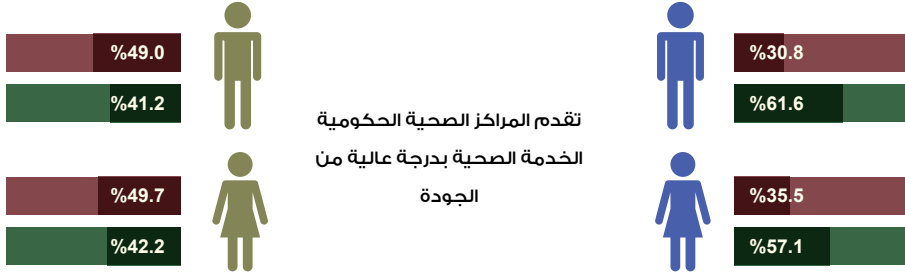 %30.8
%61.6
%49.0
%41.2
تقدم المراكز الصحية الحكومية
الخدمة الصحية بدرجة عالية من
الجودة
%35.5
%57.1
%49.7
%42.2